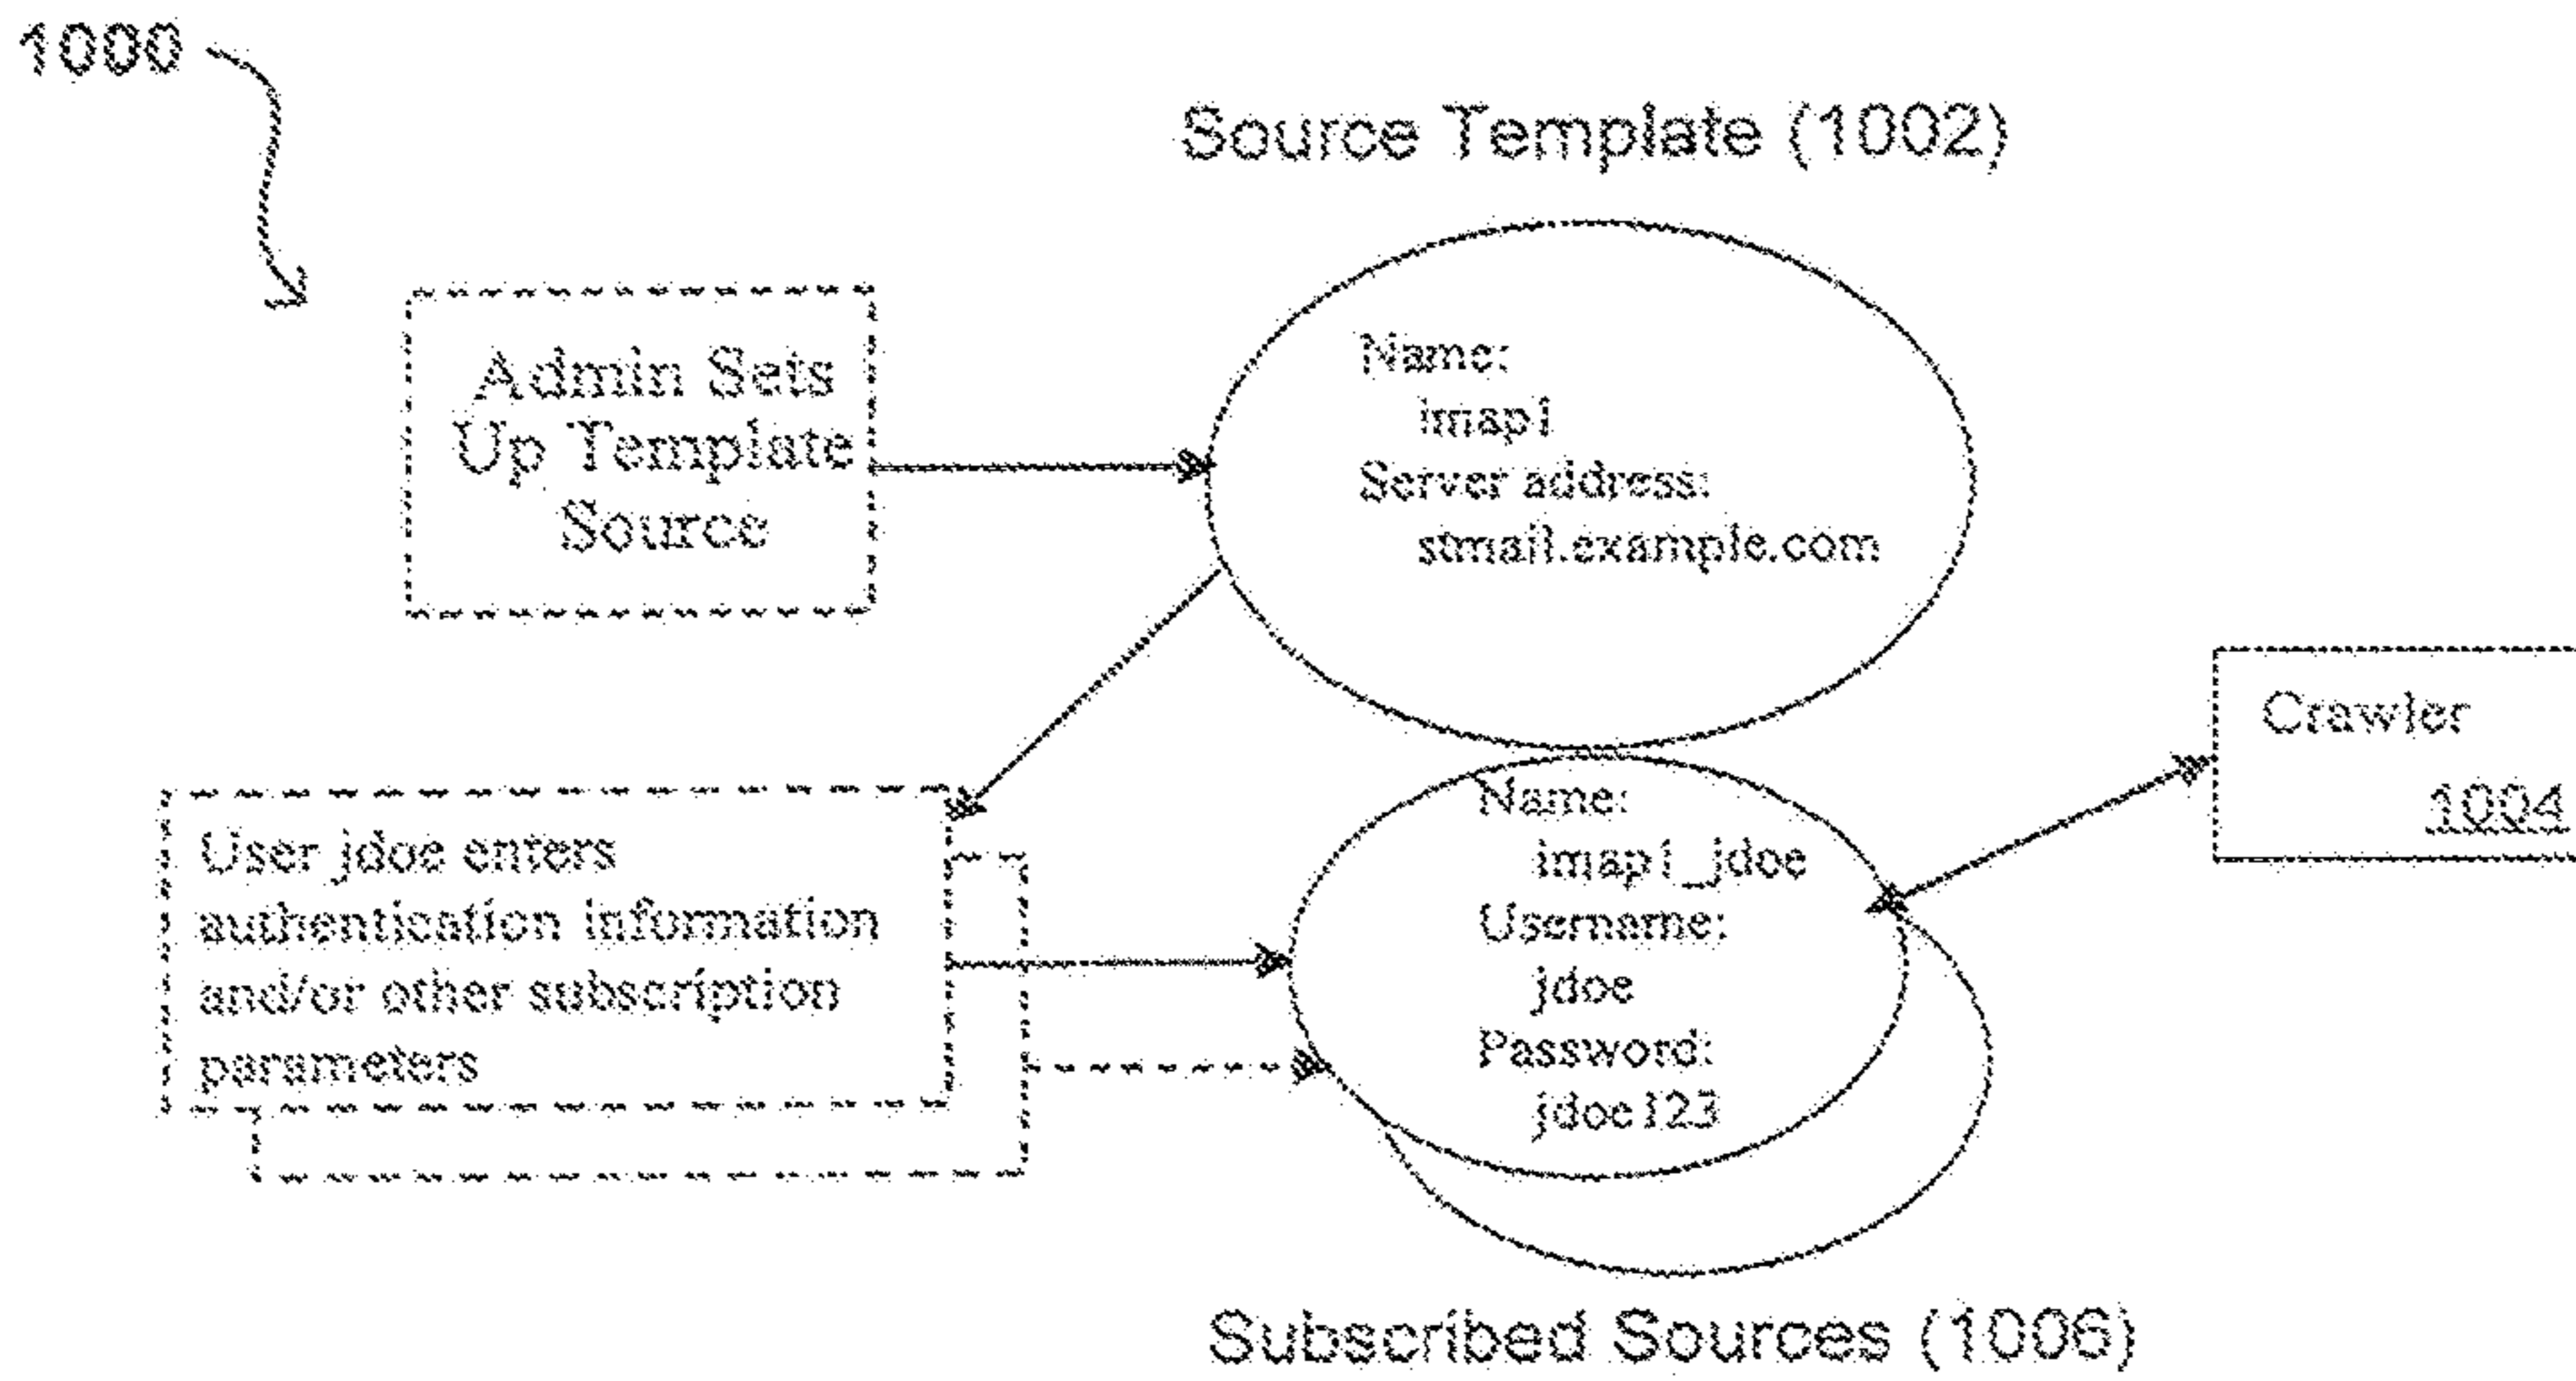 1000
Source Template (1002)
Admin Sets
Up Template
Source
Name:
imap1
Server address:
stmail.example.com
Crawler
1004
User jdoe enters
authentication information
and/or other subscription
parameters
Name:
imap1_jdoe
Username:
jdoe
Password:
jdoe123
Subscribed Sources (1006)